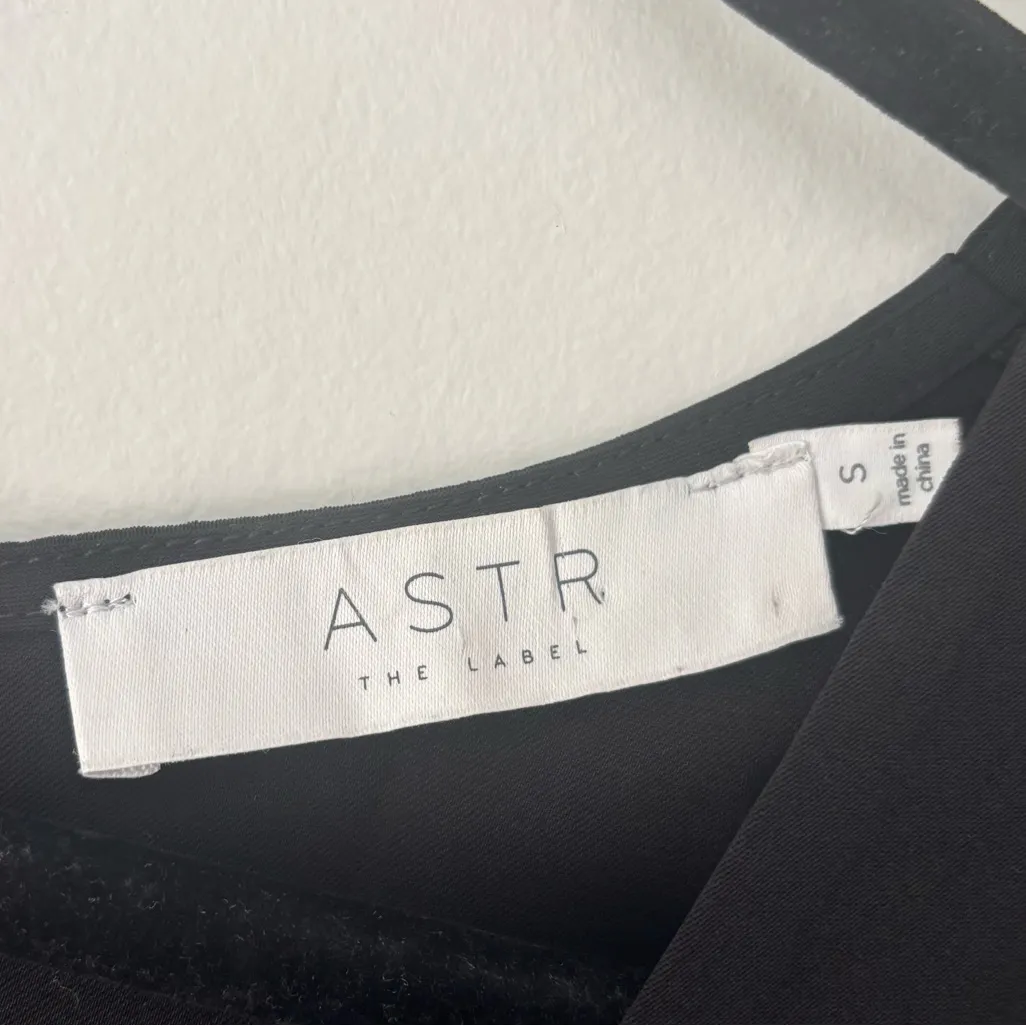 ASTR
THE LABEL
S
made in
china